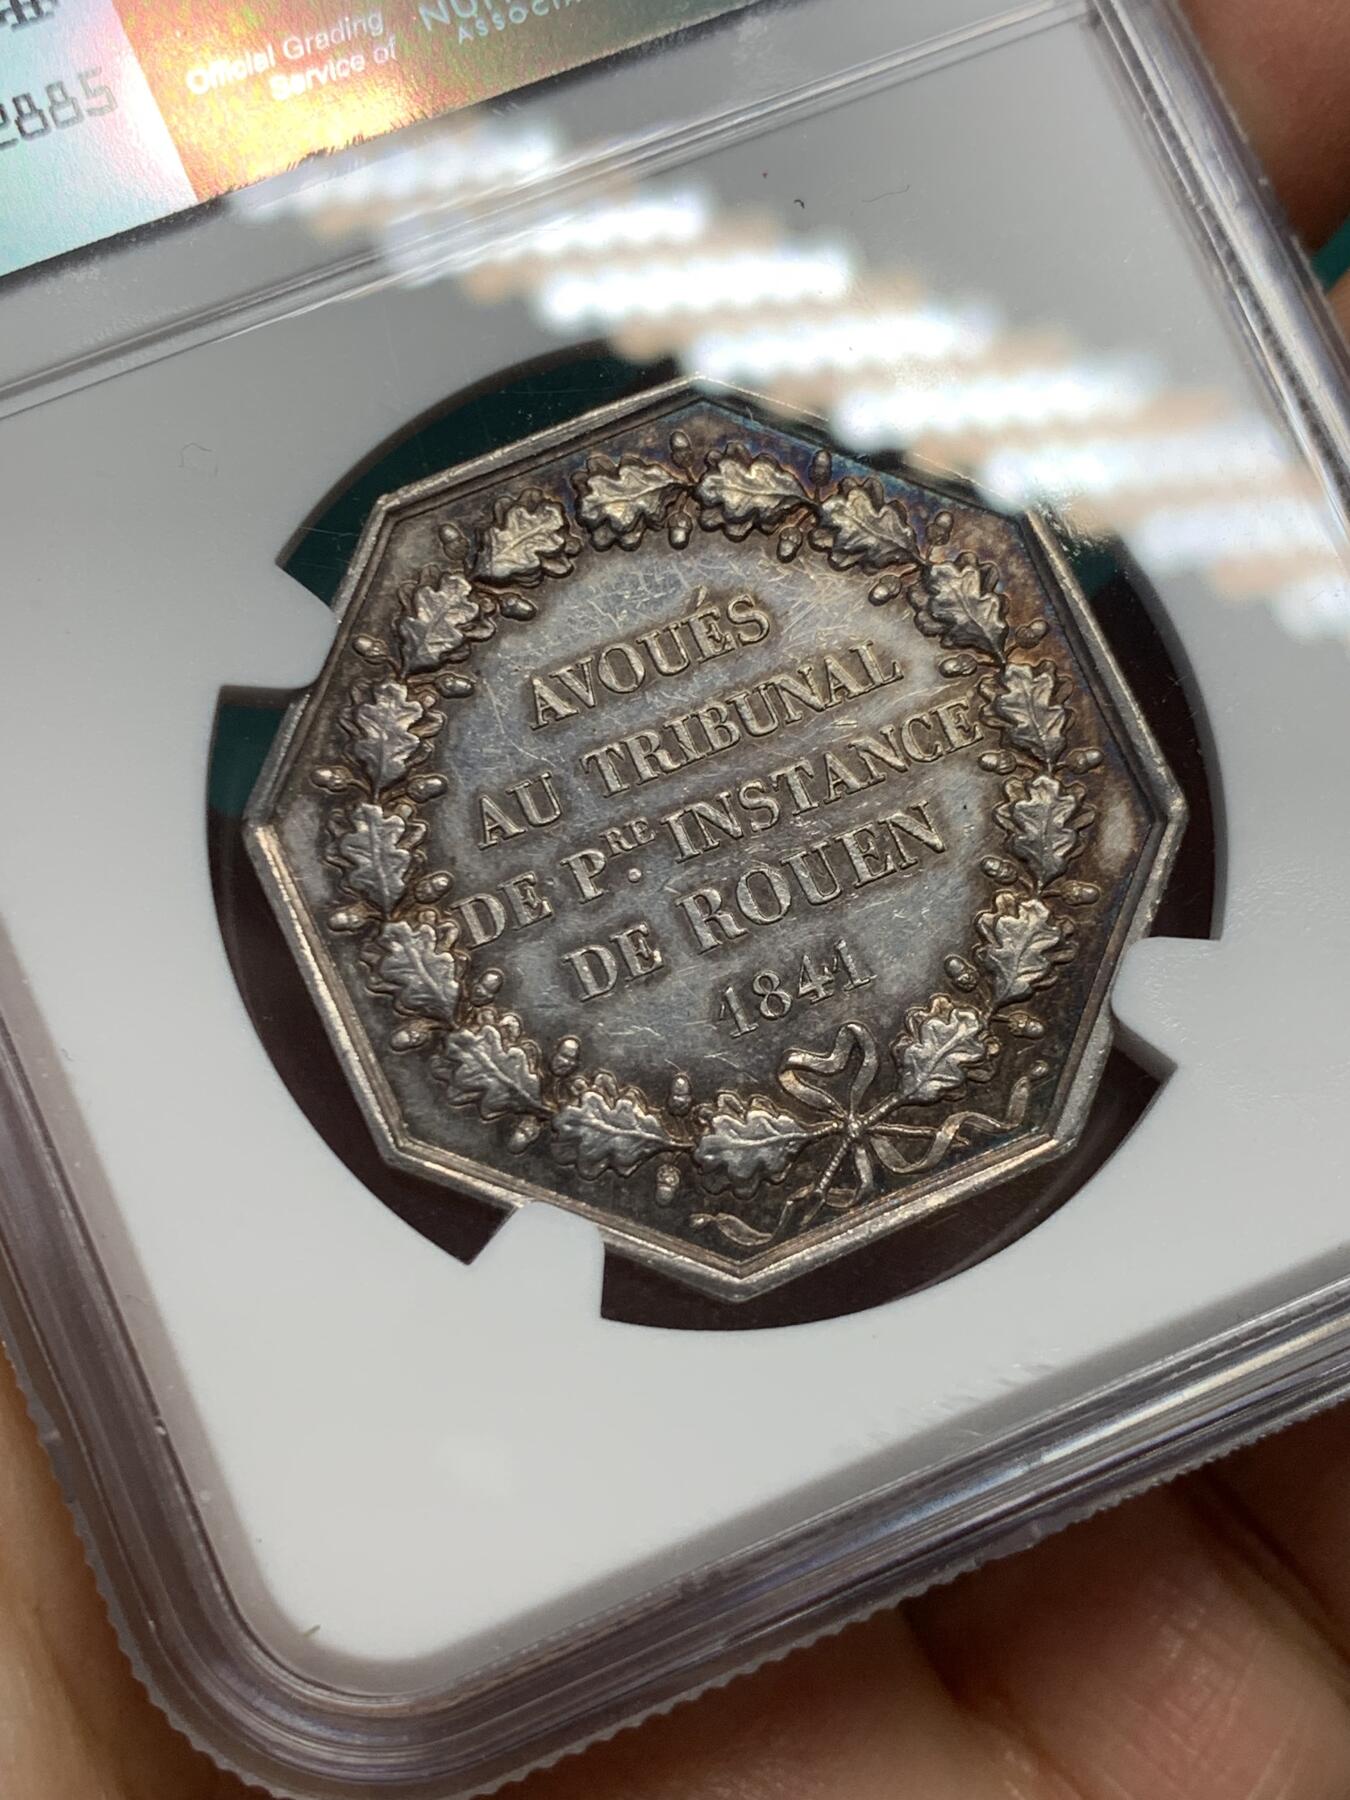 2885
Official Grading
Service of
AVOUÉS
AU TRIBUNAL
DE PRE. INSTANCE
DE ROUEN
1841